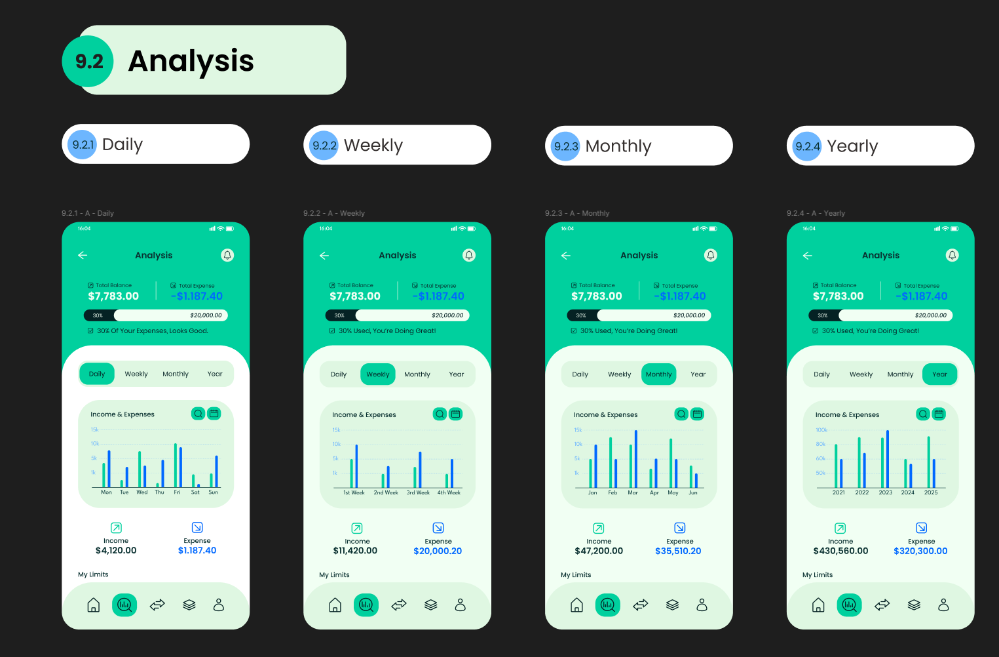 9.2 Analysis
9.2.1 Daily
9.2.2 Weekly
9.2.3 Monthly
9.2.4 Yearly
9.2.1 - A - Daily
16:04
Analysis
Total Balance
$7,783.00
Total Expense
-$1.187.40
30%
$20,000.00
30% Of Your Expenses, Looks Good.
Daily Weekly Monthly Year
Income & Expenses
15k
10k
5k
1k
Mon Tue Wed Thu Fri Sat Sun
Income
$4,120.00
Expense
$1.187.40
My Limits
9.2.2 - A - Weekly
16:04
Analysis
Total Balance
$7,783.00
Total Expense
-$1.187.40
30%
$20,000.00
30% Used, You're Doing Great!
Daily Weekly Monthly Year
Income & Expenses
15k
10k
5k
1k
1st Week 2nd Week 3rd Week 4th Week
Income
$11,420.00
Expense
$20,000.20
My Limits
9.2.3 - A - Monthly
16:04
Analysis
Total Balance
$7,783.00
Total Expense
-$1.187.40
30%
$20,000.00
30% Used, You're Doing Great!
Daily Weekly Monthly Year
Income & Expenses
15k
10k
5k
1k
Jan Feb Mar Apr May Jun
Income
$47,200.00
Expense
$35,510.20
My Limits
9.2.4 - A - Yearly
16:04
Analysis
Total Balance
$7,783.00
Total Expense
-$1.187.40
30%
$20,000.00
30% Used, You're Doing Great!
Daily Weekly Monthly Year
Income & Expenses
100k
80k
60k
50k
2021 2022 2023 2024 2025
Income
$430,560.00
Expense
$320,300.00
My Limits